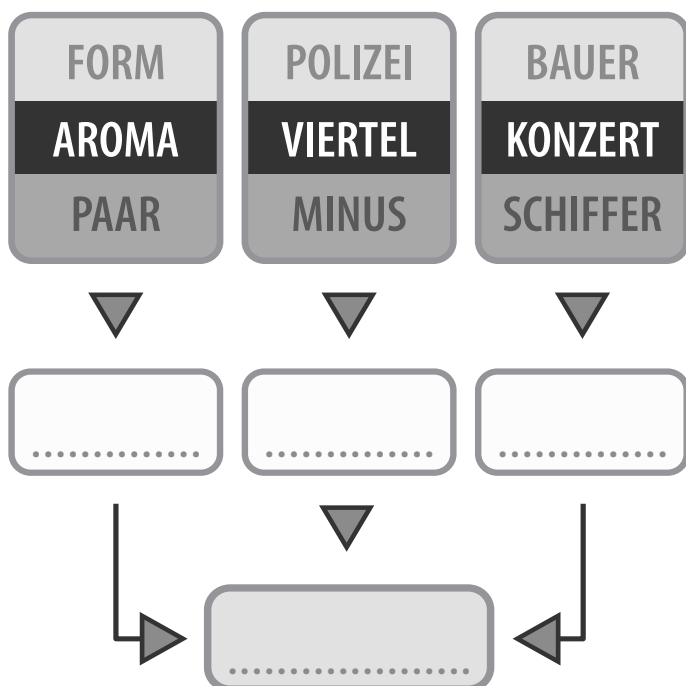 FORM
AROMA
PAAR
POLIZEI
VIERTEL
MINUS
BAUER
KONZERT
SCHIFFER